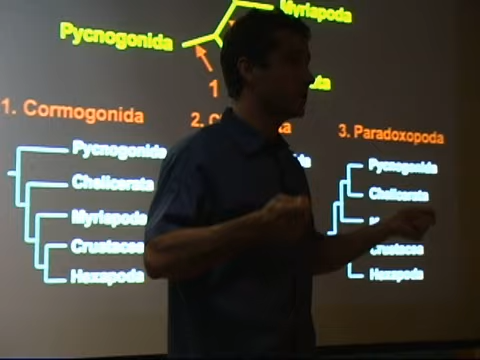 Myriapoda
Pycnogonida
1
1. Cormogonida
2.
3. Paradoxopoda
Pycnogonida
Chelicerata
Myriapoda
Crustacea
Hexapoda
Pycnogonida
Chelicerata
Crustacea
Hexapoda